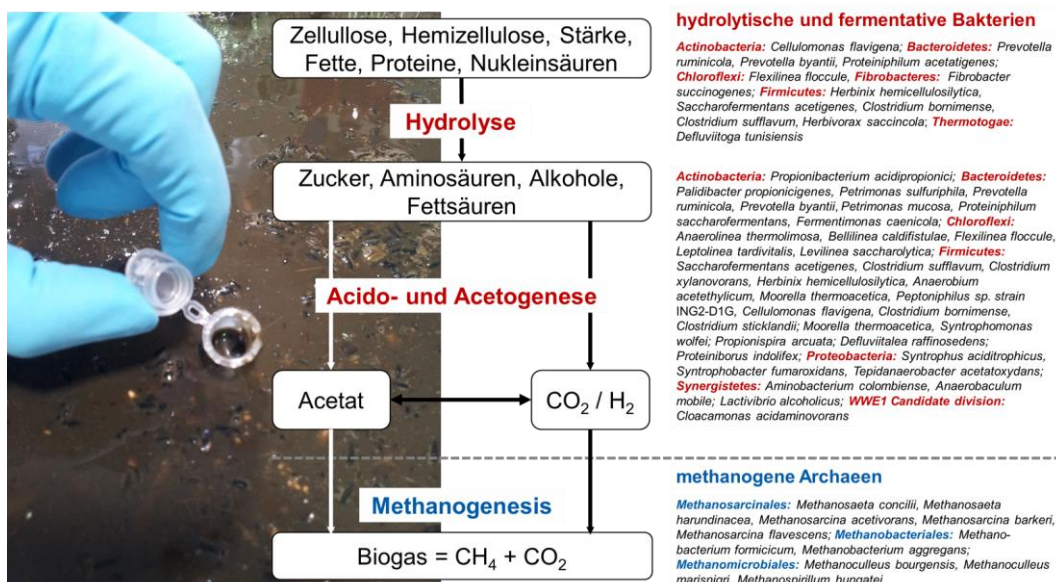 Zellullose, Hemizellulose, Stärke,
Fette, Proteine, Nukleinsäuren
Hydrolyse
Zucker, Aminosäuren, Alkohole,
Fettsäuren
Acido- und Acetogenese
Acetat
CO₂ / H₂
Methanogenesis
Biogas = CH₄ + CO₂
hydrolytische und fermentative Bakterien
Actinobacteria: Cellulomonas flavigena; Bacteroidetes: Prevotella
ruminicola, Prevotella byantii, Proteiniphilum acetatigenes;
Chloroflexi: Flexilinea floccule, Fibrobacteres: Fibrobacter
succinogenes; Firmicutes: Herbinix hemicellulosilytica,
Saccharofermentans acetigenes, Clostridium bornimense,
Clostridium sufflavum, Herbivorax saccincola; Thermotogae:
Defluviitoga tunisiensis
Actinobacteria: Propionibacterium acidipropionici; Bacteroidetes:
Palidibacter propionicigenes, Petrimonas sulfuriphila, Prevotella
ruminicola, Prevotella byantii, Petrimonas mucosa, Proteiniphilum
saccharofermentans, Fermentimonas caenicola; Chloroflexi:
Anaerolinea thermolimosa, Bellilinea caldifistulae, Flexilinea floccule,
Leptolinea tardivitalis, Levilinea saccharolytica; Firmicutes:
Saccharofermentans acetigenes, Clostridium sufflavum, Clostridium
xylanovorans, Herbinix hemicellulosilytica, Anaerobium
acetethylicum, Moorella thermoacetica, Peptoniphilus sp. strain
ING2-D1G, Cellulomonas flavigena, Clostridium bornimense,
Clostridium sticklandii; Moorella thermoacetica, Syntrophomonas
wolfei; Propionispira arcuata; Defluviitalea raffinosedens;
Proteiniborus indolifex; Proteobacteria: Syntrophus aciditrophicus,
Syntrophobacter fumaroxidans, Tepidanaerobacter acetatoxydans;
Synergistetes: Aminobacterium colombiense, Anaerobaculum
mobile; Lactivibrio alcoholicus; WWE1 Candidate division:
Cloacamonas acidaminovorans
methanogene Archaeen
Methanosarcinales: Methanosaeta concilii, Methanosaeta
harundinacea, Methanosarcina acetivorans, Methanosarcina barkeri,
Methanosarcina flavescens; Methanobacteriales: Methano-
bacterium formicicum, Methanobacterium aggregans;
Methanomicrobiales: Methanoculleus bourgensis, Methanoculleus
marisnigri, Methanospirillum hungatei